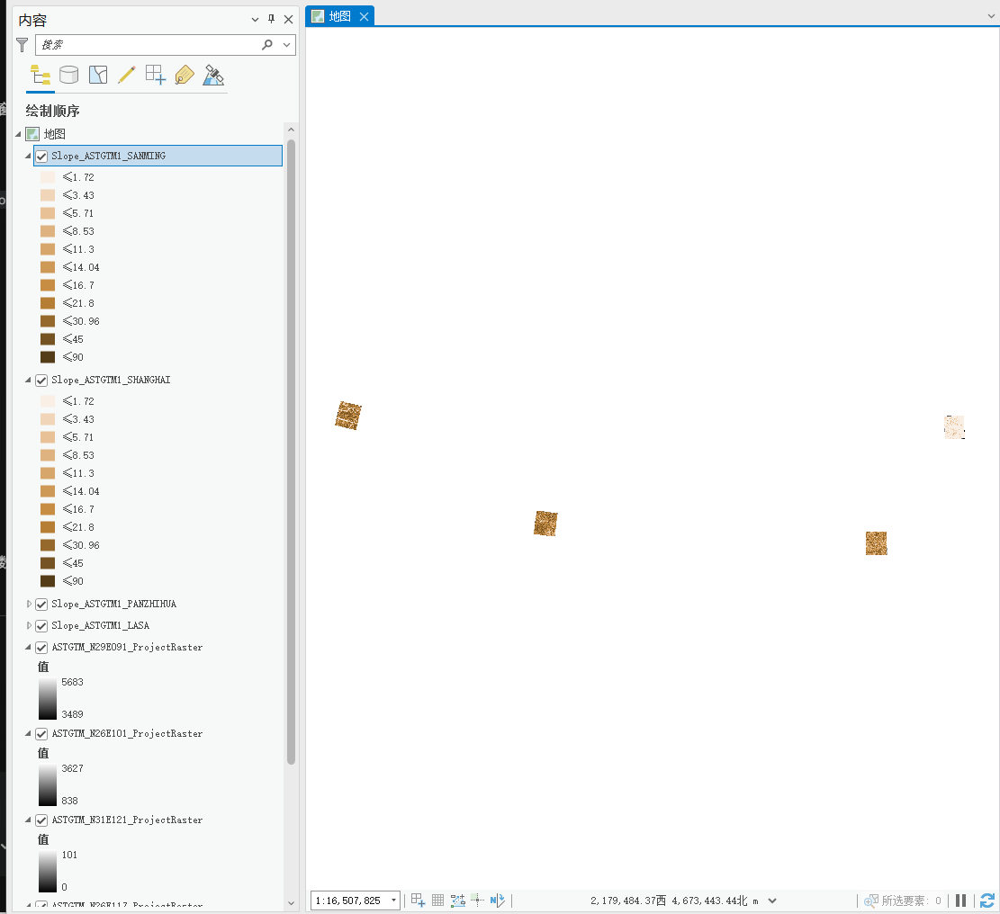 内容
搜索
绘制顺序
地图
Slope_ASTGTM1_SANMING
≤1.72
≤3.43
≤5.71
≤8.53
≤11.3
≤14.04
≤16.7
≤21.8
≤30.96
≤45
≤90
Slope_ASTGTM1_SHANGHAI
≤1.72
≤3.43
≤5.71
≤8.53
≤11.3
≤14.04
≤16.7
≤21.8
≤30.96
≤45
≤90
Slope_ASTGTM1_PANZHIHUA
Slope_ASTGTM1_LASA
ASTGTM_N29E091_ProjectRaster
值
5683
3489
ASTGTM_N26E101_ProjectRaster
值
3627
838
ASTGTM_N31E121_ProjectRaster
值
101
0
ASTGTM_N26E117_ProjectRaster
地图
1:16,507,825
2,179,484.37西 4,673,443.44北 m
所选要素: 0